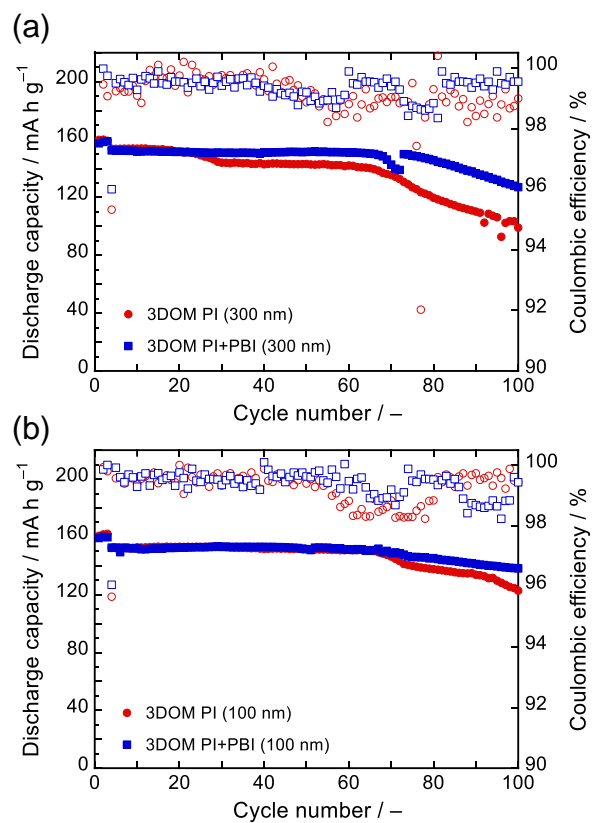 (a)
Discharge capacity / mA h g⁻¹
200
160
120
80
40
0
100
98
96
94
92
90
Coulombic efficiency / %
3DOM PI (300 nm)
3DOM PI+PBI (300 nm)
0 20 40 60 80 100
Cycle number / –
(b)
Discharge capacity / mA h g⁻¹
200
160
120
80
40
0
100
98
96
94
92
90
Coulombic efficiency / %
3DOM PI (100 nm)
3DOM PI+PBI (100 nm)
0 20 40 60 80 100
Cycle number / –